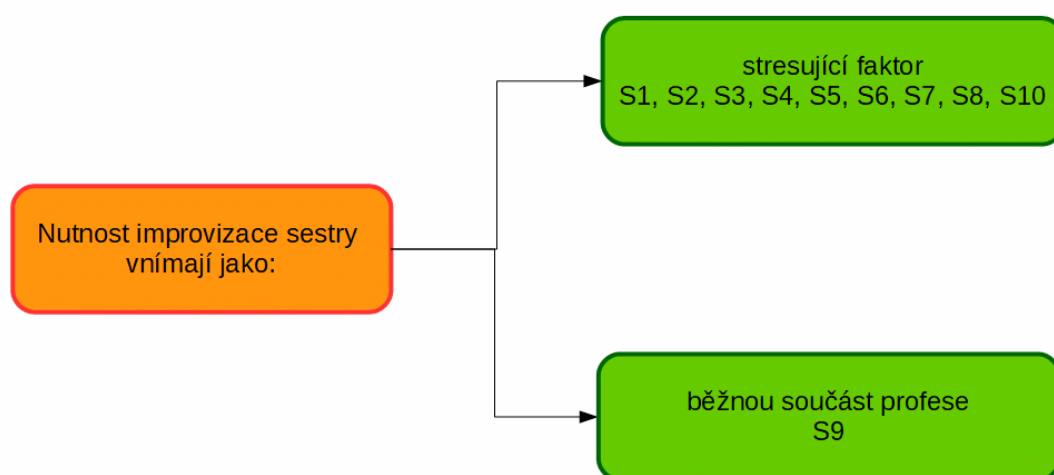 Nutnost improvizace sestry
vnímají jako:
stresující faktor
S1, S2, S3, S4, S5, S6, S7, S8, S10
běžnou součást profese
S9